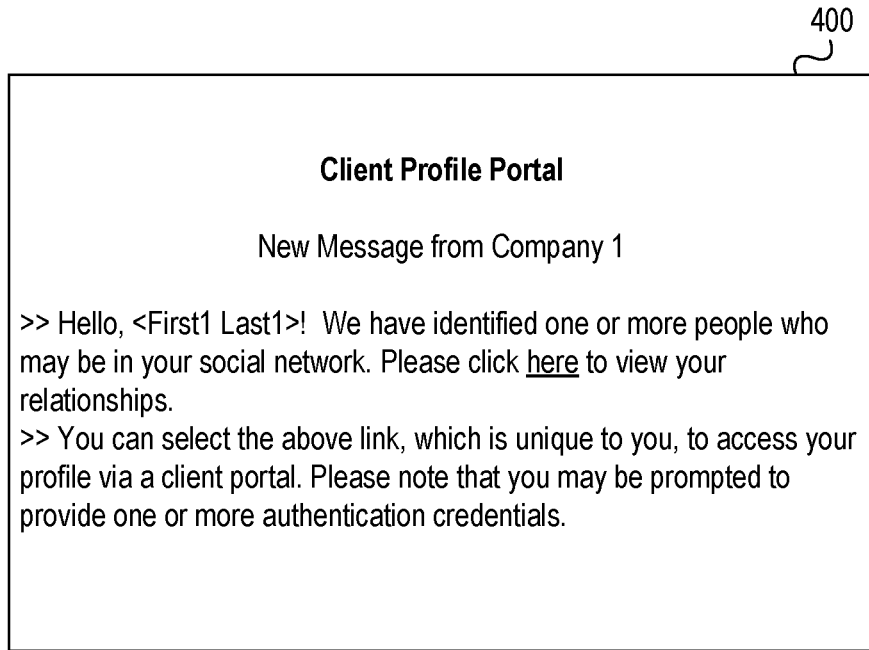 400
Client Profile Portal
New Message from Company 1
>> Hello, <First1 Last1>!  We have identified one or more people who
may be in your social network. Please click here to view your
relationships.
>> You can select the above link, which is unique to you, to access your
profile via a client portal. Please note that you may be prompted to
provide one or more authentication credentials.